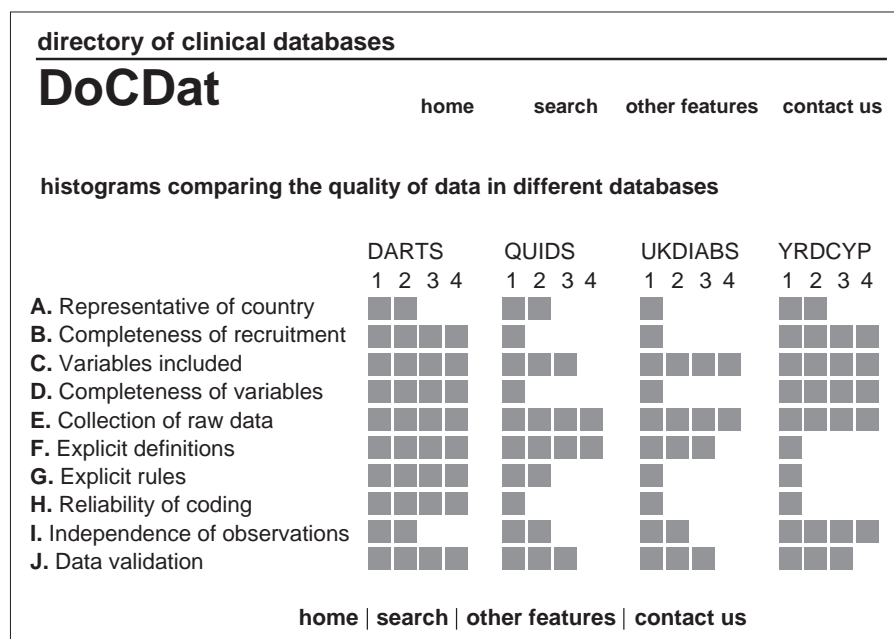 directory of clinical databases
DoCDat
home search other features contact us
histograms comparing the quality of data in different databases
DARTS QUIDS UKDIABS YRDCYP
1 2 3 4 1 2 3 4 1 2 3 4 1 2 3 4
A. Representative of country
B. Completeness of recruitment
C. Variables included
D. Completeness of variables
E. Collection of raw data
F. Explicit definitions
G. Explicit rules
H. Reliability of coding
I. Independence of observations
J. Data validation
home | search | other features | contact us